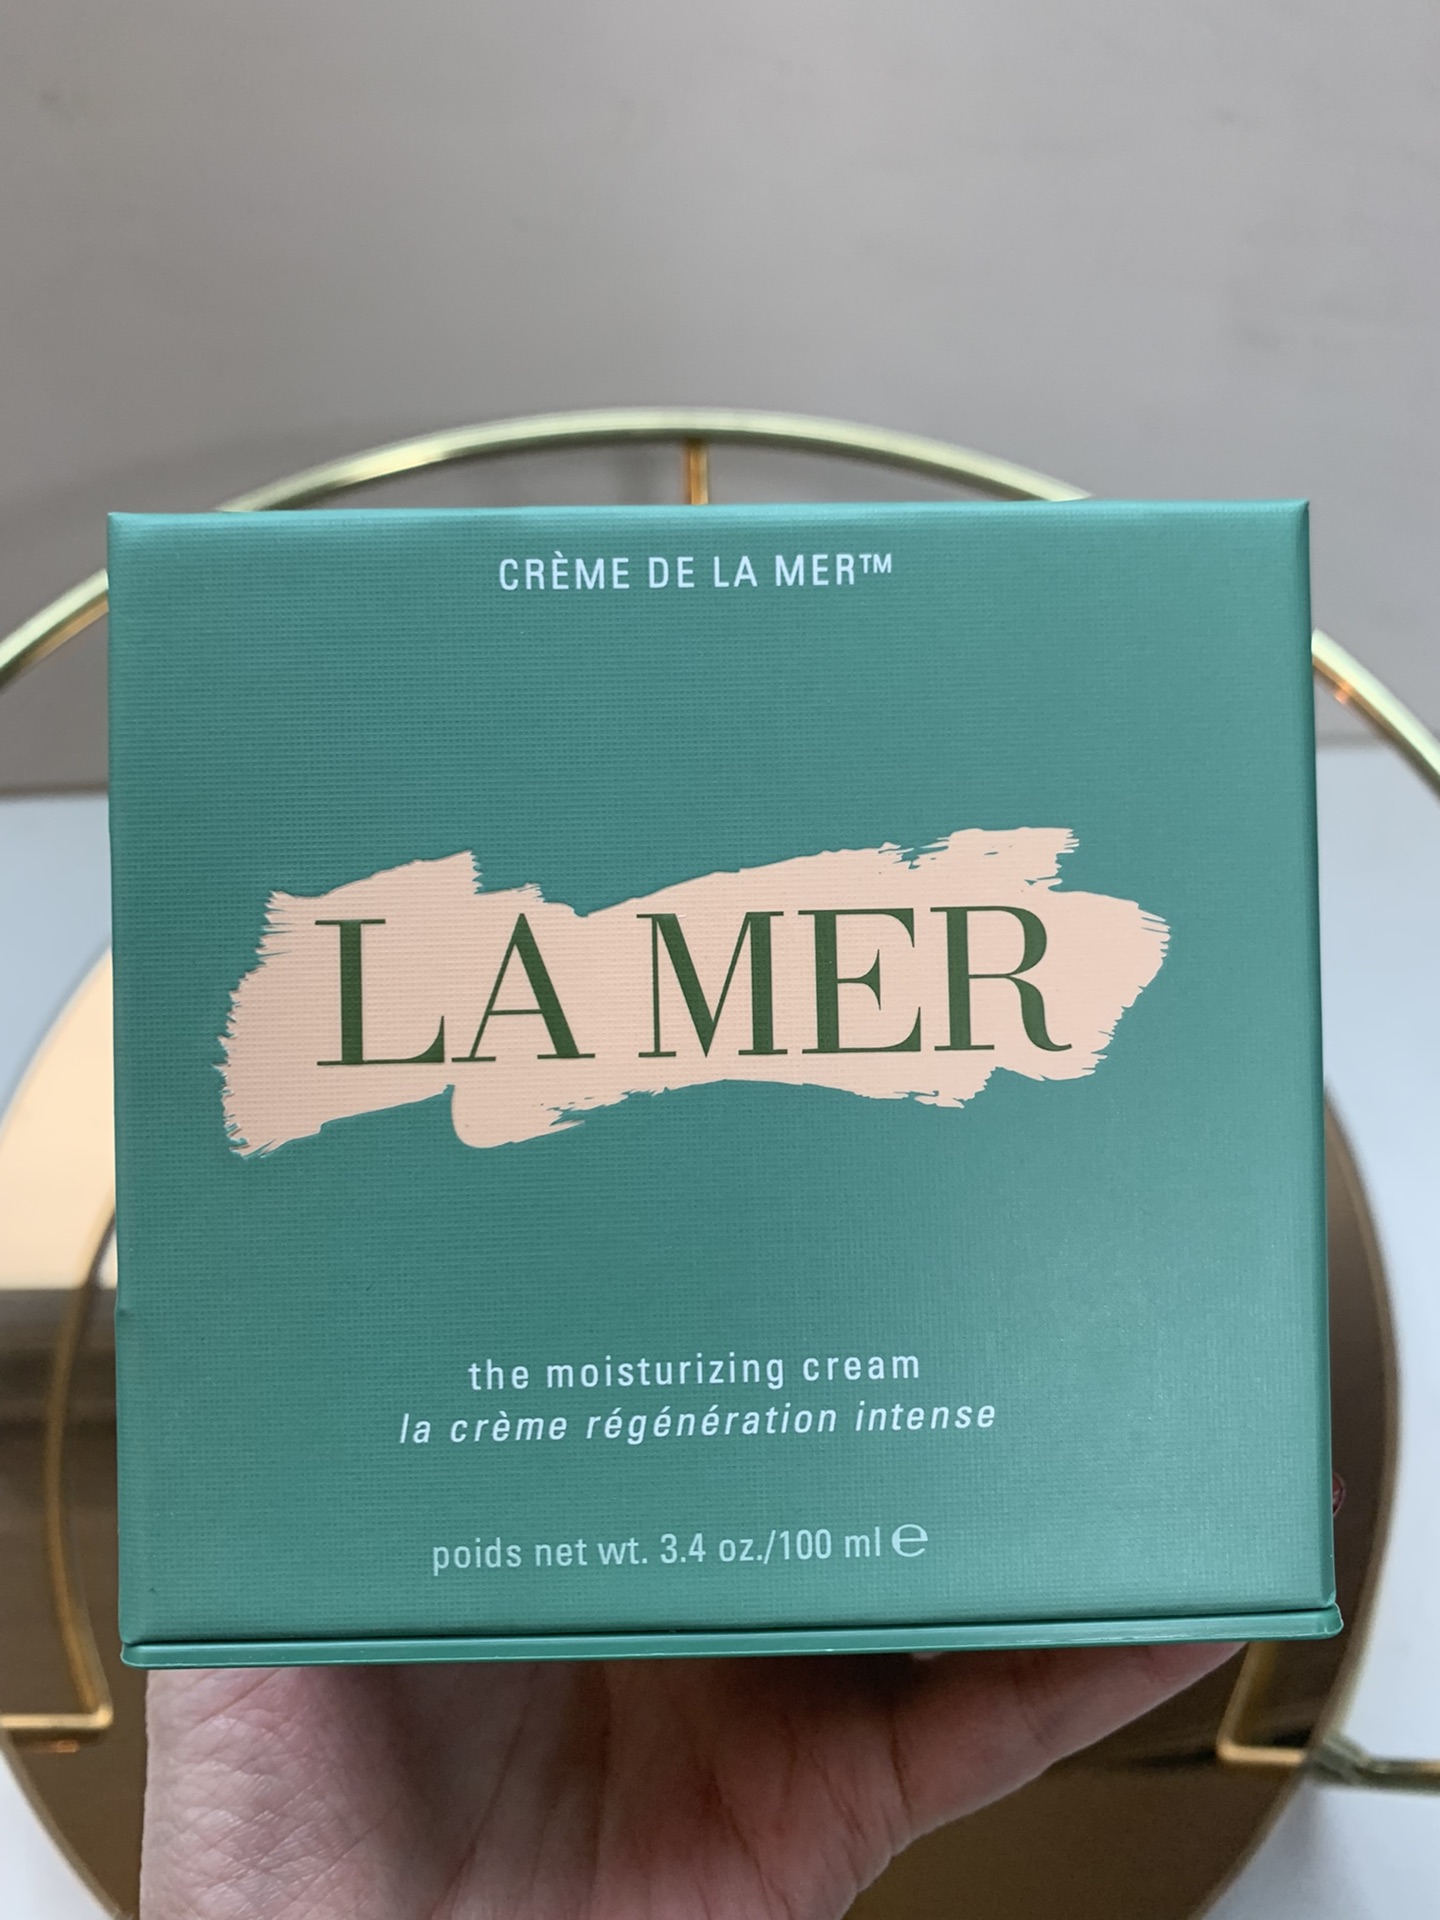 CRÈME DE LA MER™
LA MER
the moisturizing cream
la crème régénération intense
poids net wt. 3.4 oz./100 ml ℮